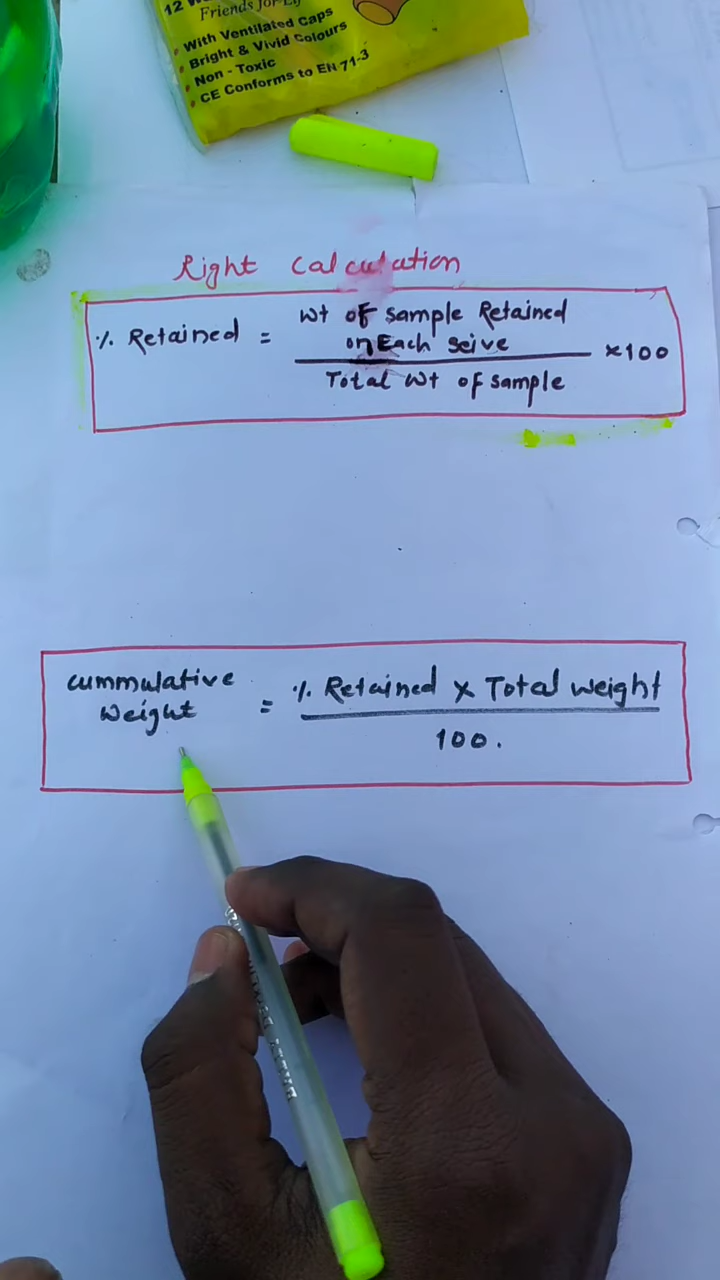 12
Friends for
With Ventilated Caps
Bright & Vivid Colours
Non - Toxic
CE Conforms to EN 71-3
Right Calculation
% Retained = Wt of sample Retained
on Each seive
x100
Total Wt of sample
Cummulative
Weight
= % Retained x Total weight
100.